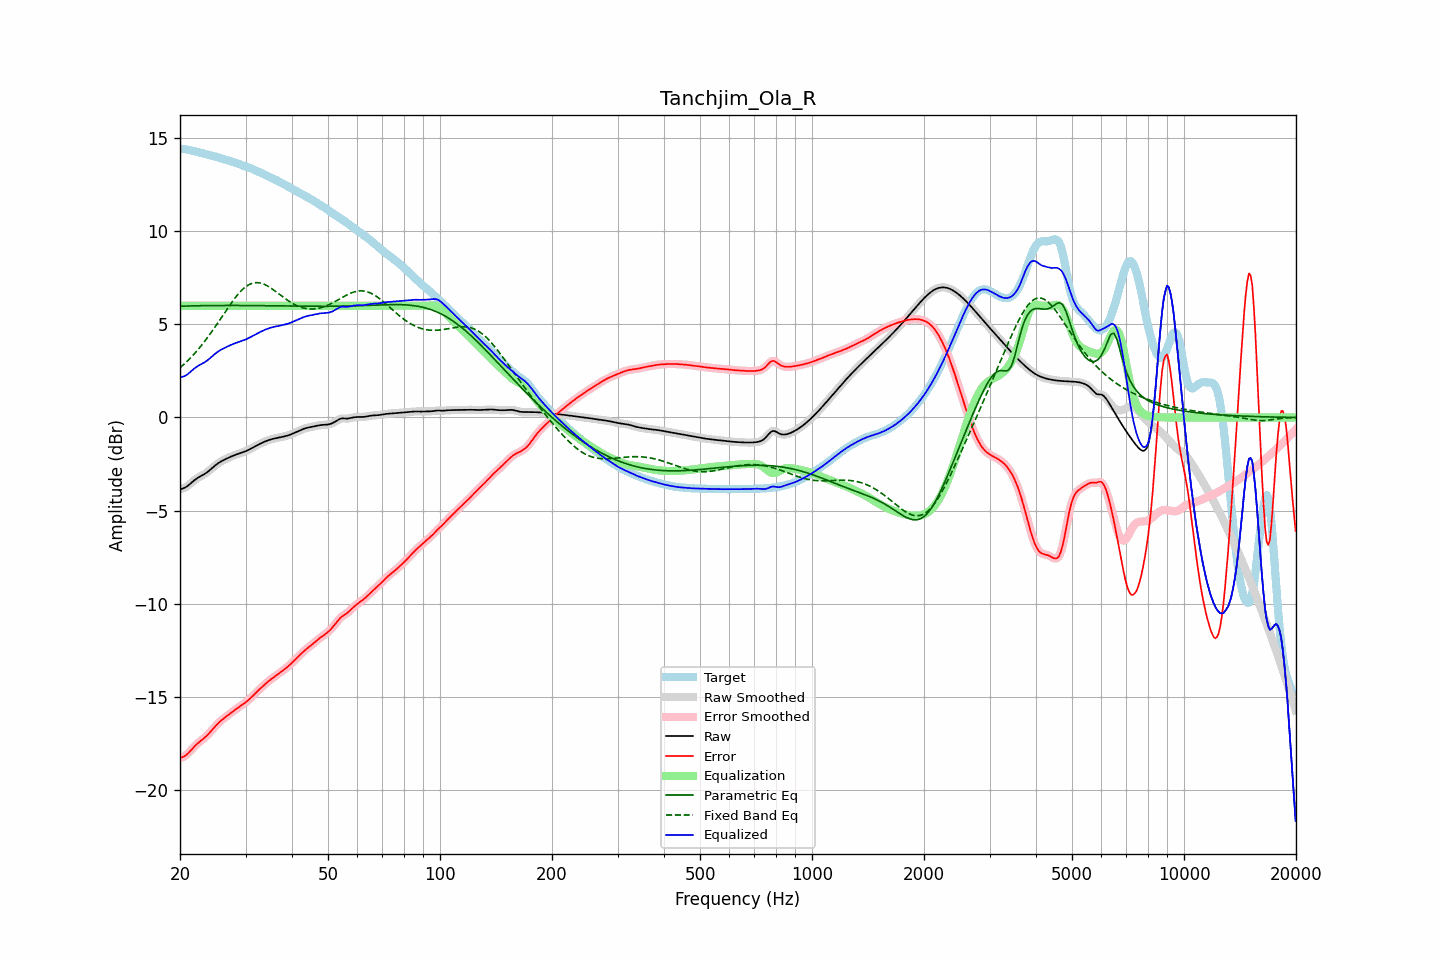 Tanchjim_Ola_R
Amplitude (dBr)
15
10
5
0
−5
−10
−15
−20
Target
Raw Smoothed
Error Smoothed
Raw
Error
Equalization
Parametric Eq
Fixed Band Eq
Equalized
20
50
100
200
500
1000
2000
5000
10000
20000
Frequency (Hz)